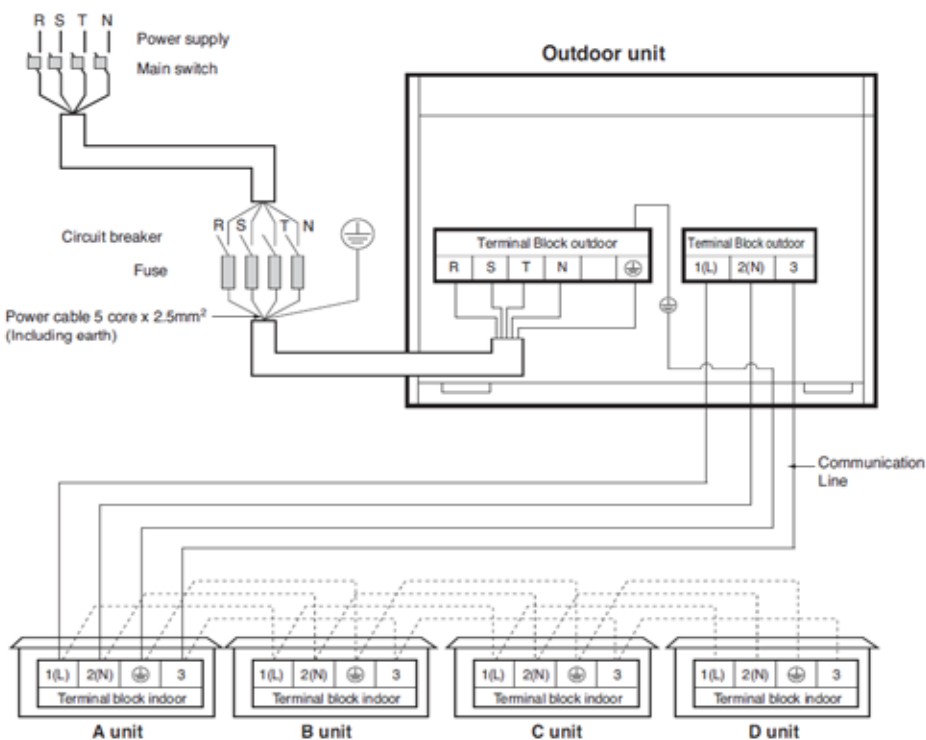 R S T N
Power supply
Main switch
Outdoor unit
R S T N
Circuit breaker
Fuse
Power cable 5 core x 2.5mm²
(Including earth)
Terminal Block outdoor
R S T N
Terminal Block outdoor
1(L) 2(N) 3
Communication
Line
1(L) 2(N) 3
Terminal block indoor
A unit
1(L) 2(N) 3
Terminal block indoor
B unit
1(L) 2(N) 3
Terminal block indoor
C unit
1(L) 2(N) 3
Terminal block indoor
D unit